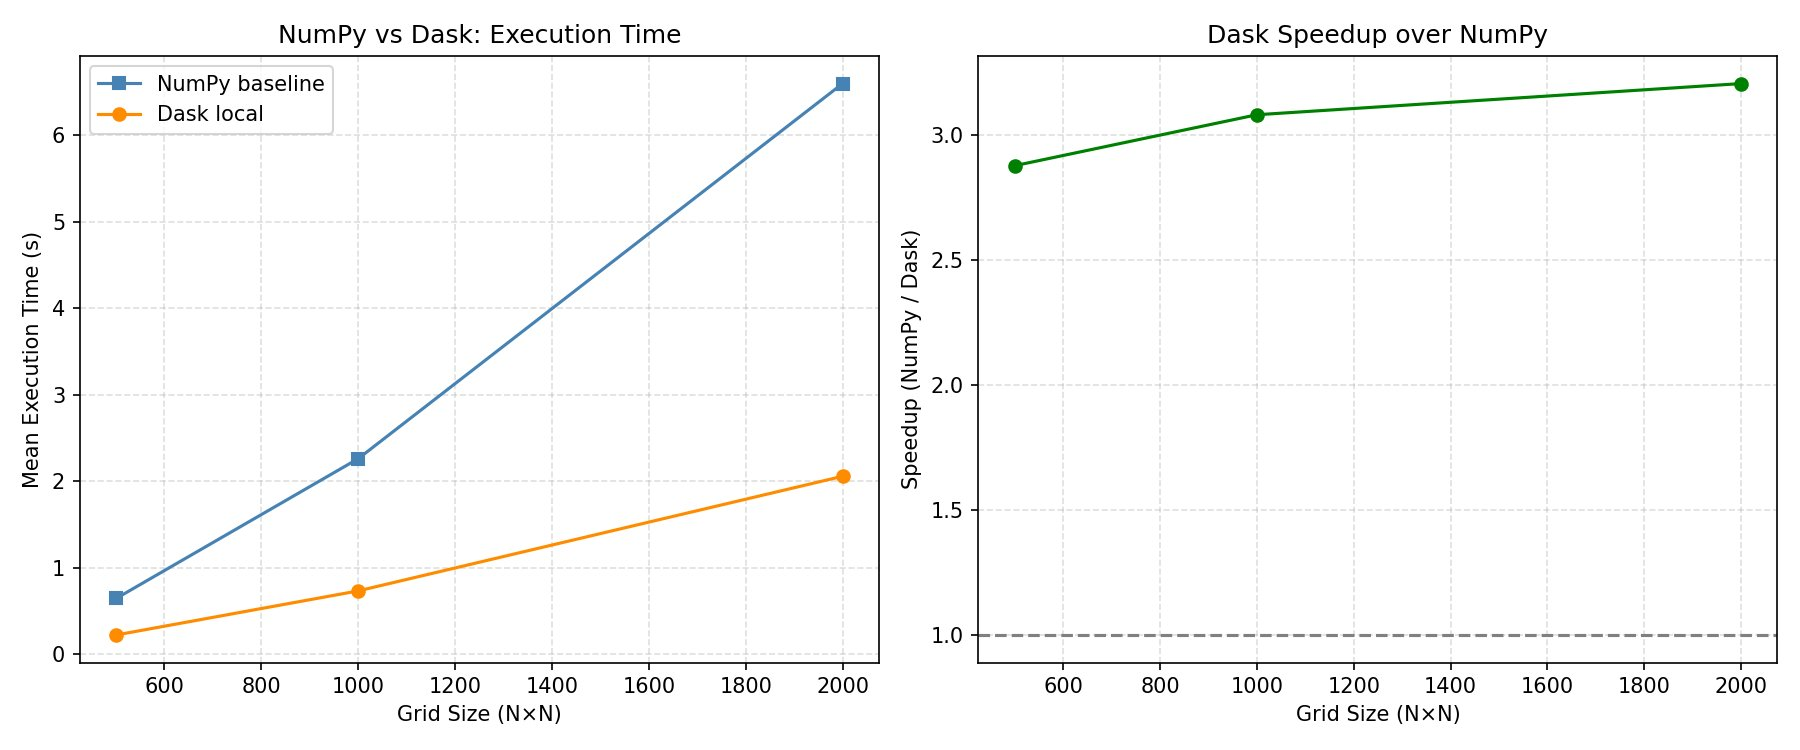 NumPy vs Dask: Execution Time
NumPy baseline
Dask local
Mean Execution Time (s)
6
5
4
3
2
1
0
600 800 1000 1200 1400 1600 1800 2000
Grid Size (N×N)
Dask Speedup over NumPy
Speedup (NumPy / Dask)
3.0
2.5
2.0
1.5
1.0
600 800 1000 1200 1400 1600 1800 2000
Grid Size (N×N)